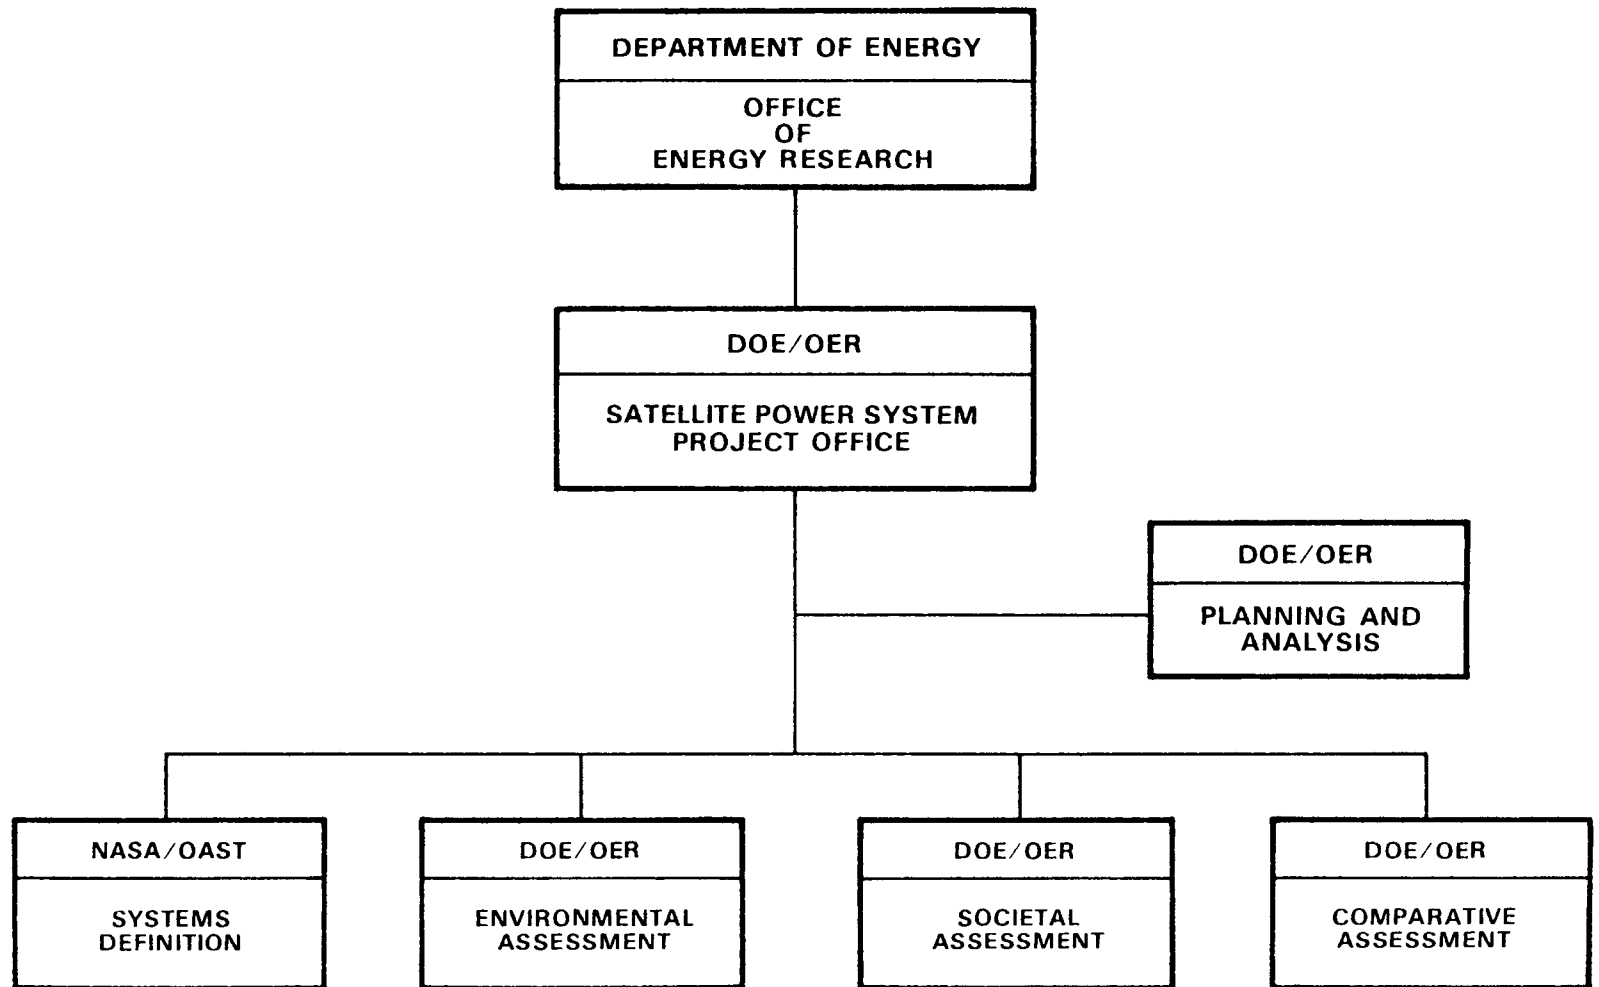 DEPARTMENT OF ENERGY
OFFICE
OF
ENERGY RESEARCH
DOE/OER
SATELLITE POWER SYSTEM
PROJECT OFFICE
DOE/OER
PLANNING AND
ANALYSIS
NASA/OAST
SYSTEMS
DEFINITION
DOE/OER
ENVIRONMENTAL
ASSESSMENT
DOE/OER
SOCIETAL
ASSESSMENT
DOE/OER
COMPARATIVE
ASSESSMENT